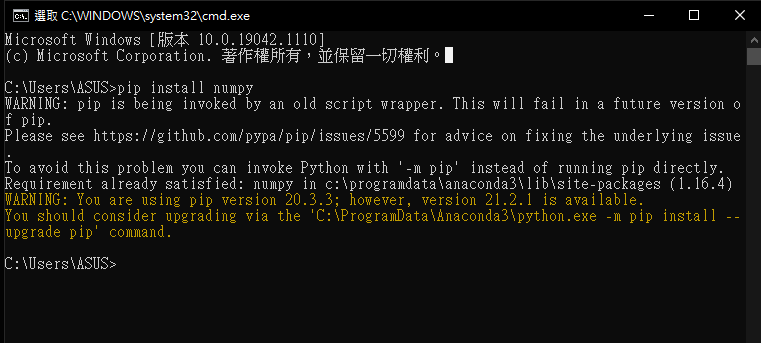 選取 C:\WINDOWS\system32\cmd.exe
Microsoft Windows [版本 10.0.19042.1110]
(c) Microsoft Corporation. 著作權所有，並保留一切權利。
C:\Users\ASUS>pip install numpy
WARNING: pip is being invoked by an old script wrapper. This will fail in a future version o
f pip.
Please see https://github.com/pypa/pip/issues/5599 for advice on fixing the underlying issue
.
To avoid this problem you can invoke Python with '-m pip' instead of running pip directly.
Requirement already satisfied: numpy in c:\programdata\anaconda3\lib\site-packages (1.16.4)
WARNING: You are using pip version 20.3.3; however, version 21.2.1 is available.
You should consider upgrading via the 'C:\ProgramData\Anaconda3\python.exe -m pip install --
upgrade pip' command.
C:\Users\ASUS>